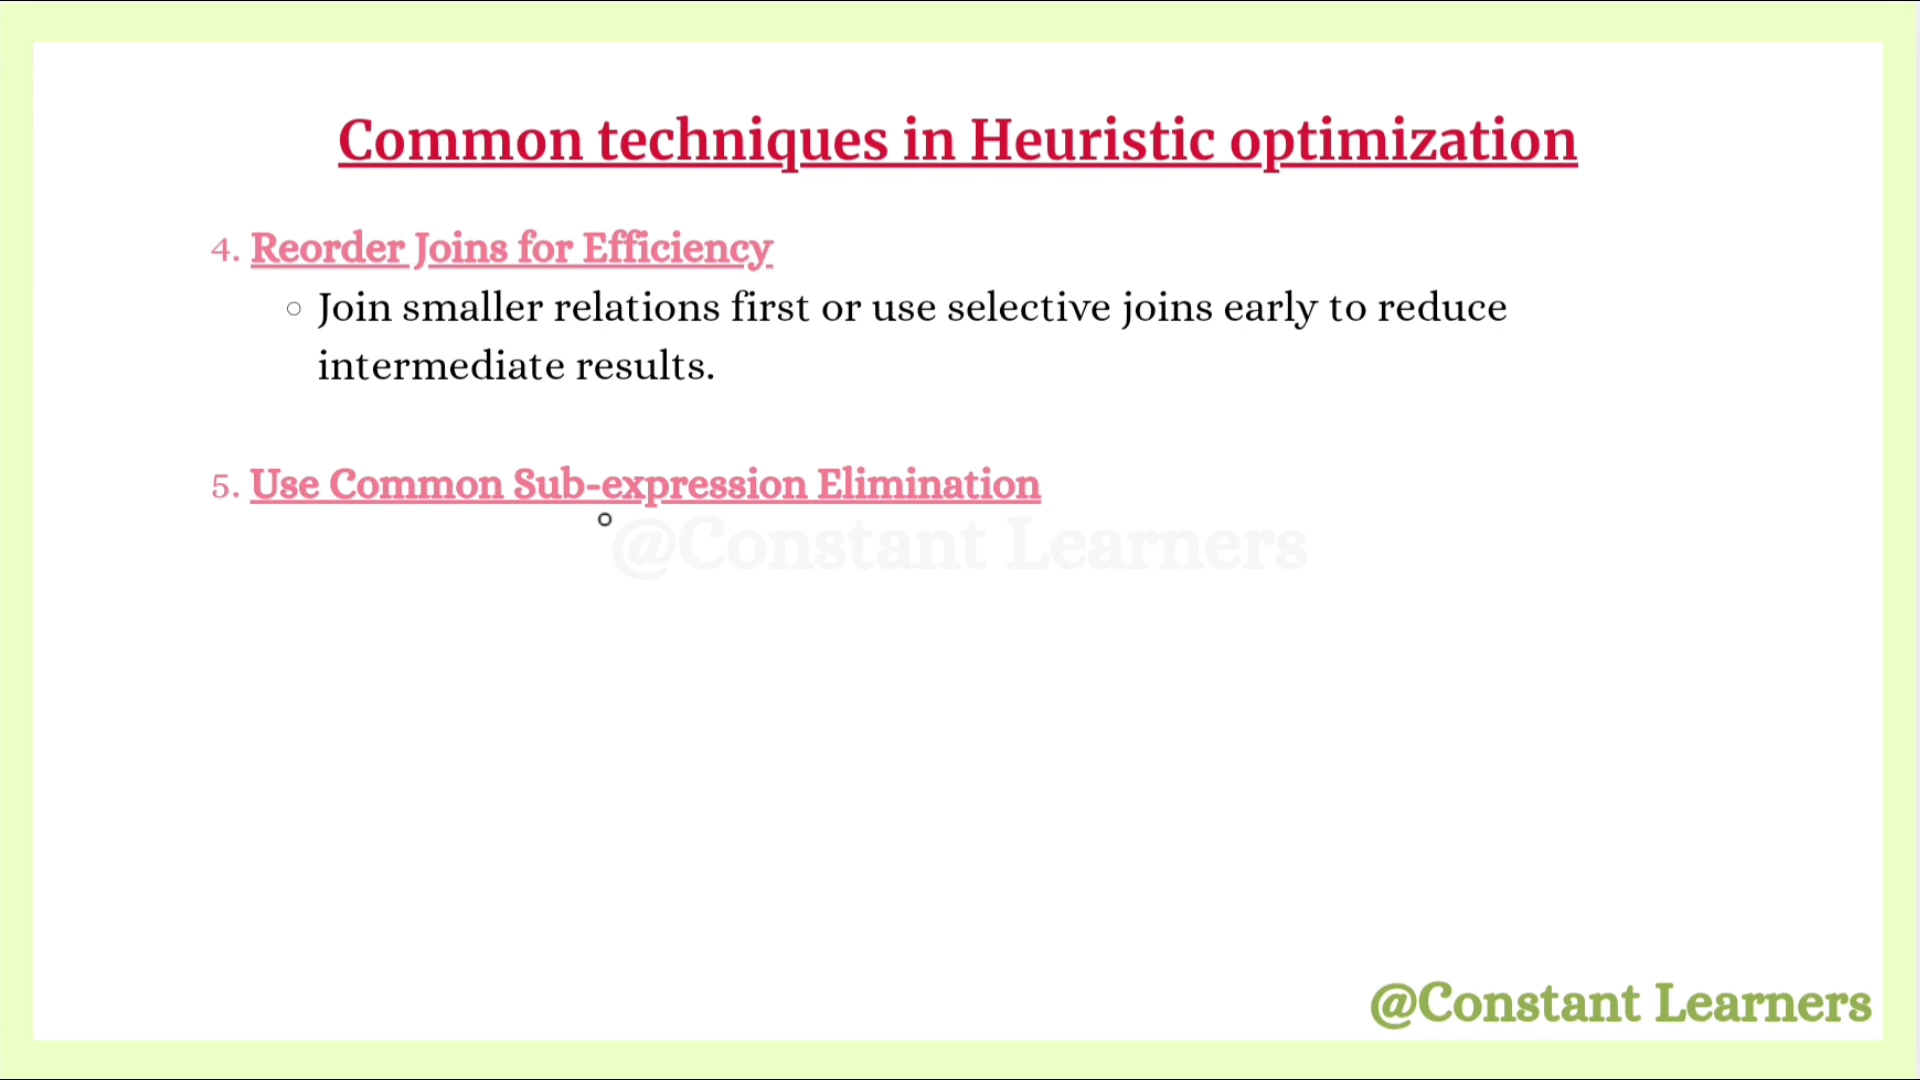 Common techniques in Heuristic optimization
4. Reorder Joins for Efficiency
Join smaller relations first or use selective joins early to reduce
intermediate results.
5. Use Common Sub-expression Elimination
@Constant Learners
@Constant Learners